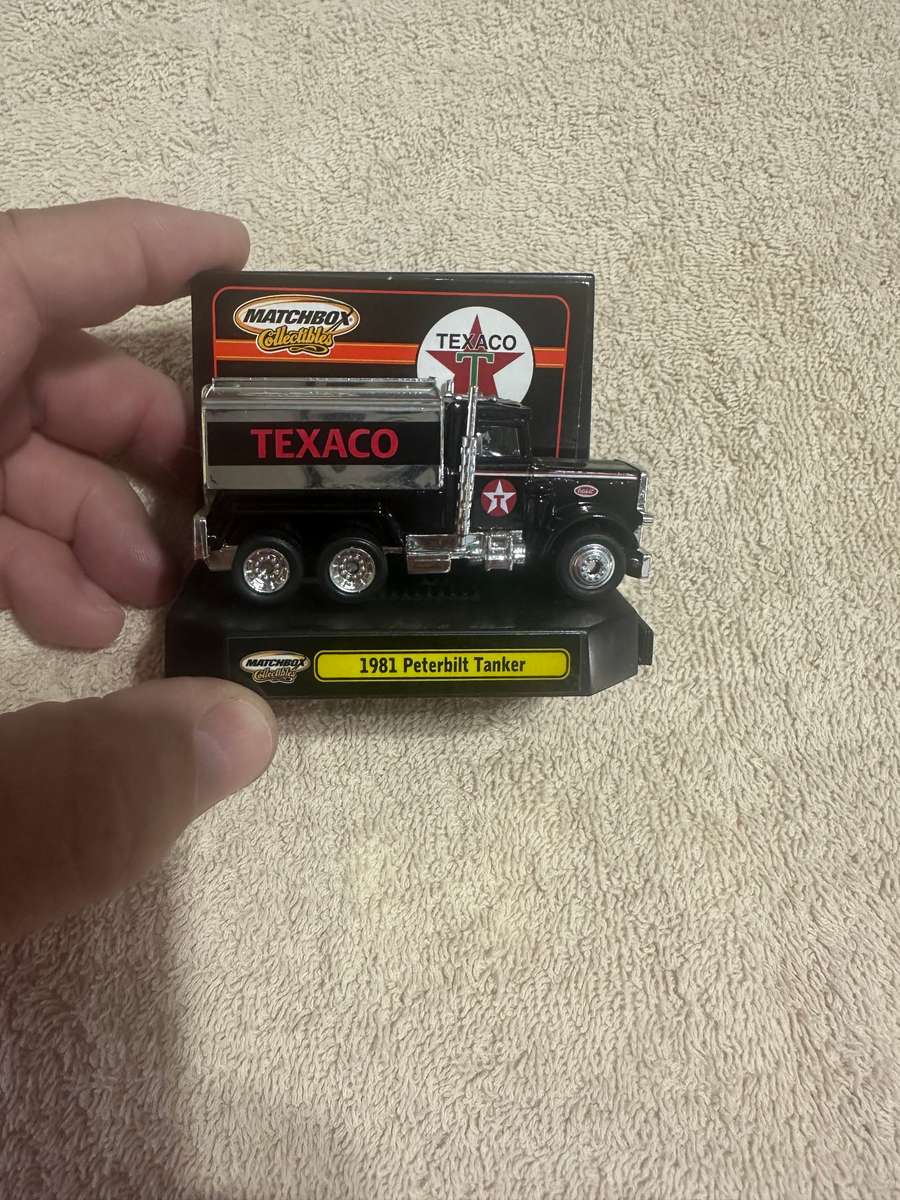 MATCHBOX
Collectibles
TEXACO
T
TEXACO
T
MATCHBOX
Collectibles
1981 Peterbilt Tanker